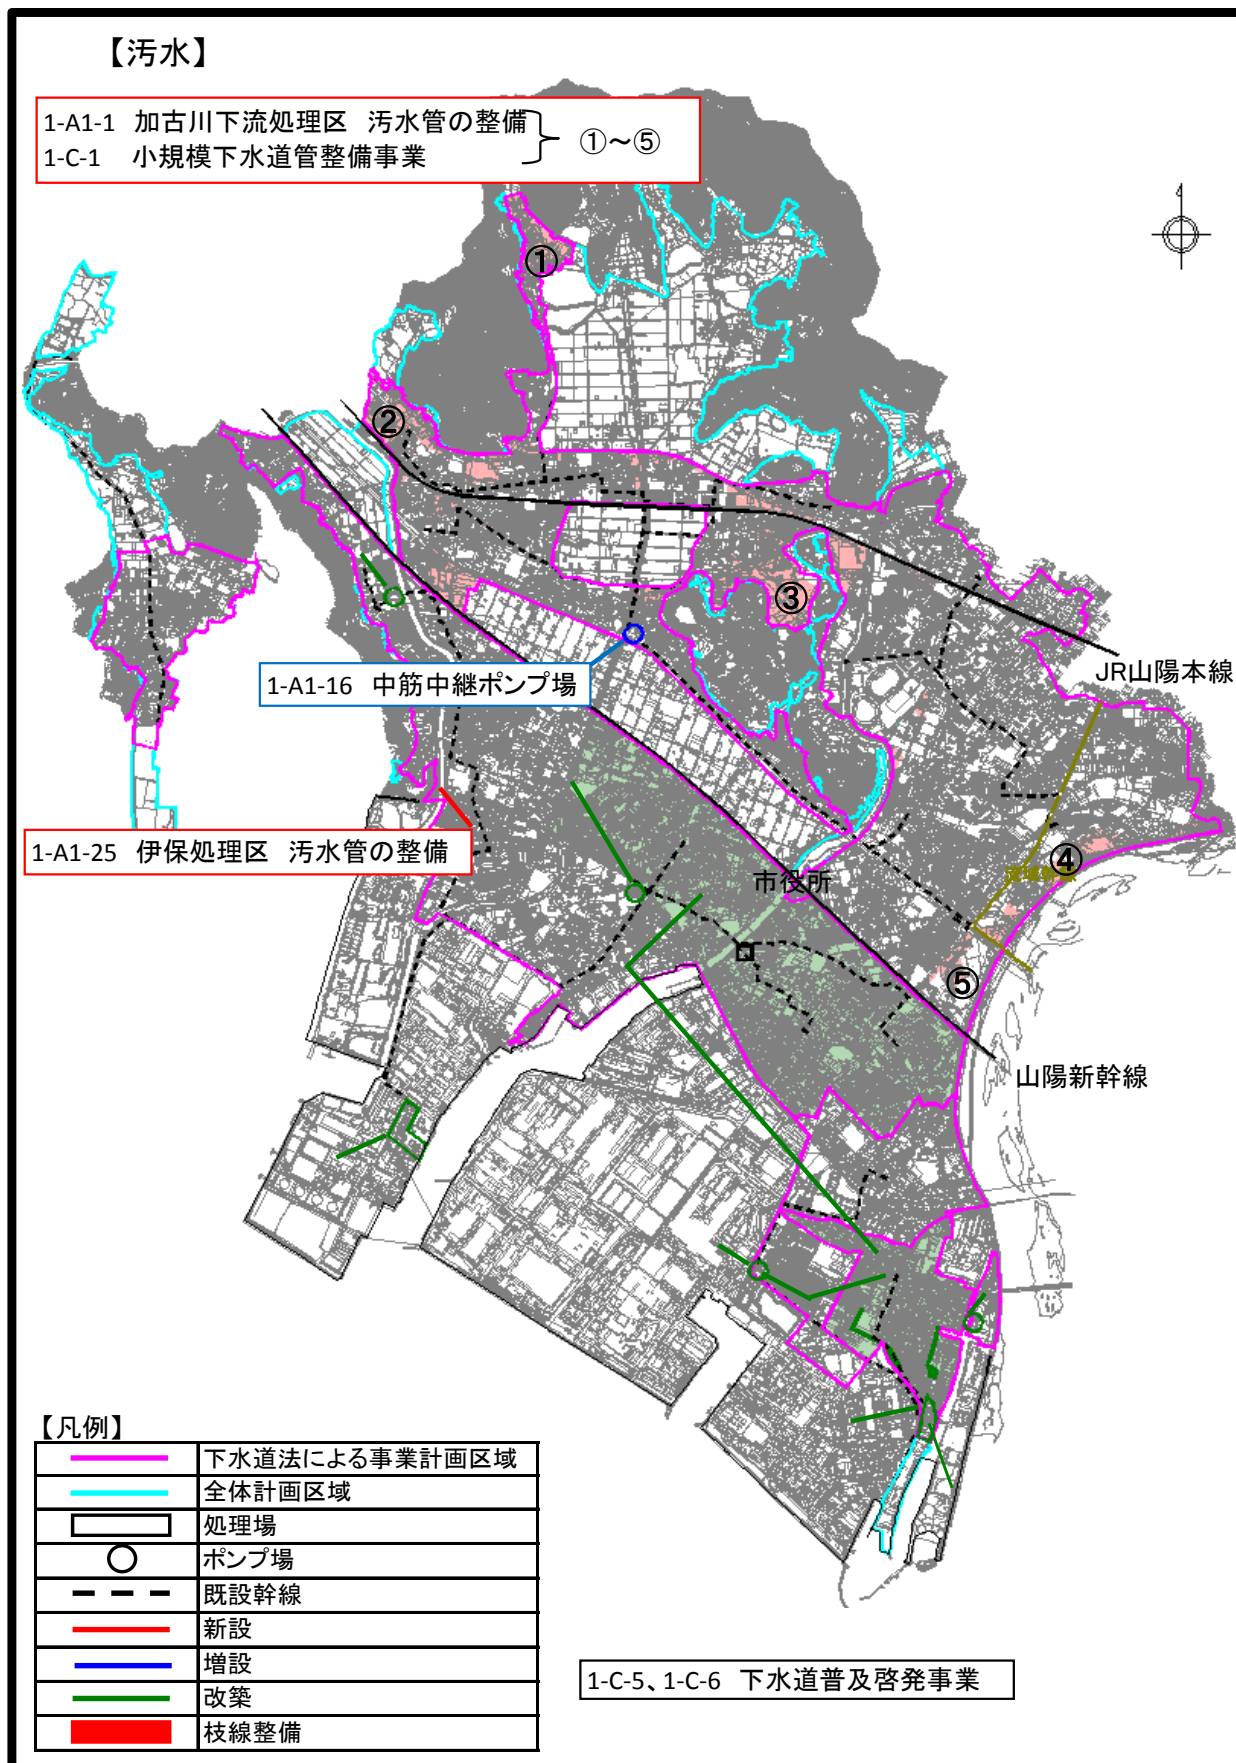 【汚水】
1-A1-1 加古川下流処理区 汚水管の整備
1-C-1 小規模下水道管整備事業
①～⑤
①
②
③
JR山陽本線
1-A1-16 中筋中継ポンプ場
1-A1-25 伊保処理区 汚水管の整備
④
市役所
⑤
山陽新幹線
【凡例】
下水道法による事業計画区域
全体計画区域
処理場
ポンプ場
既設幹線
新設
増設
改築
枝線整備
1-C-5、1-C-6 下水道普及啓発事業